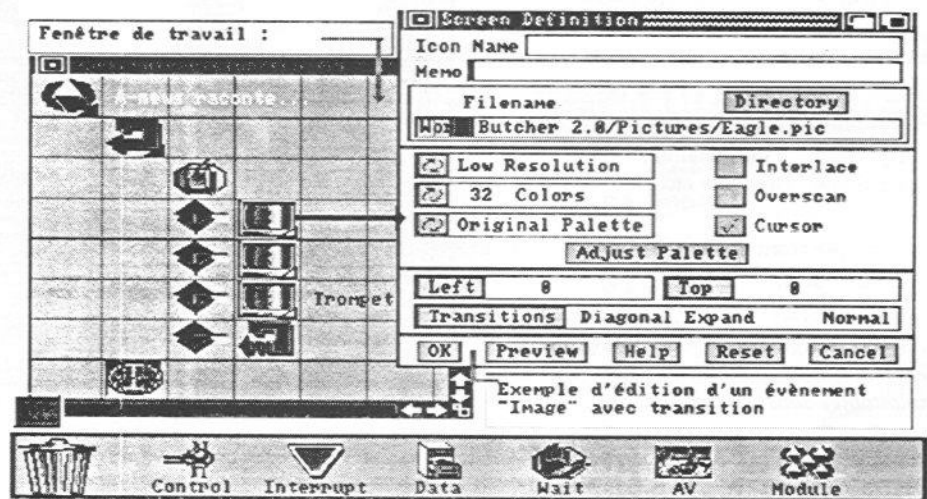 Fenêtre de travail :
raconte...
Trompet
Screen Definition
Icon Name
Memo
Filename
Directory
Butcher 2.0/Pictures/Eagle.pic
Low Resolution
Interlace
32 Colors
Overscan
Original Palette
Cursor
Adjust Palette
Left 0
Top 0
Transitions Diagonal Expand Normal
OK Preview Help Reset Cancel
Exemple d'édition d'un évènement
"Image" avec transition
Control Interrupt Data Wait AV Module